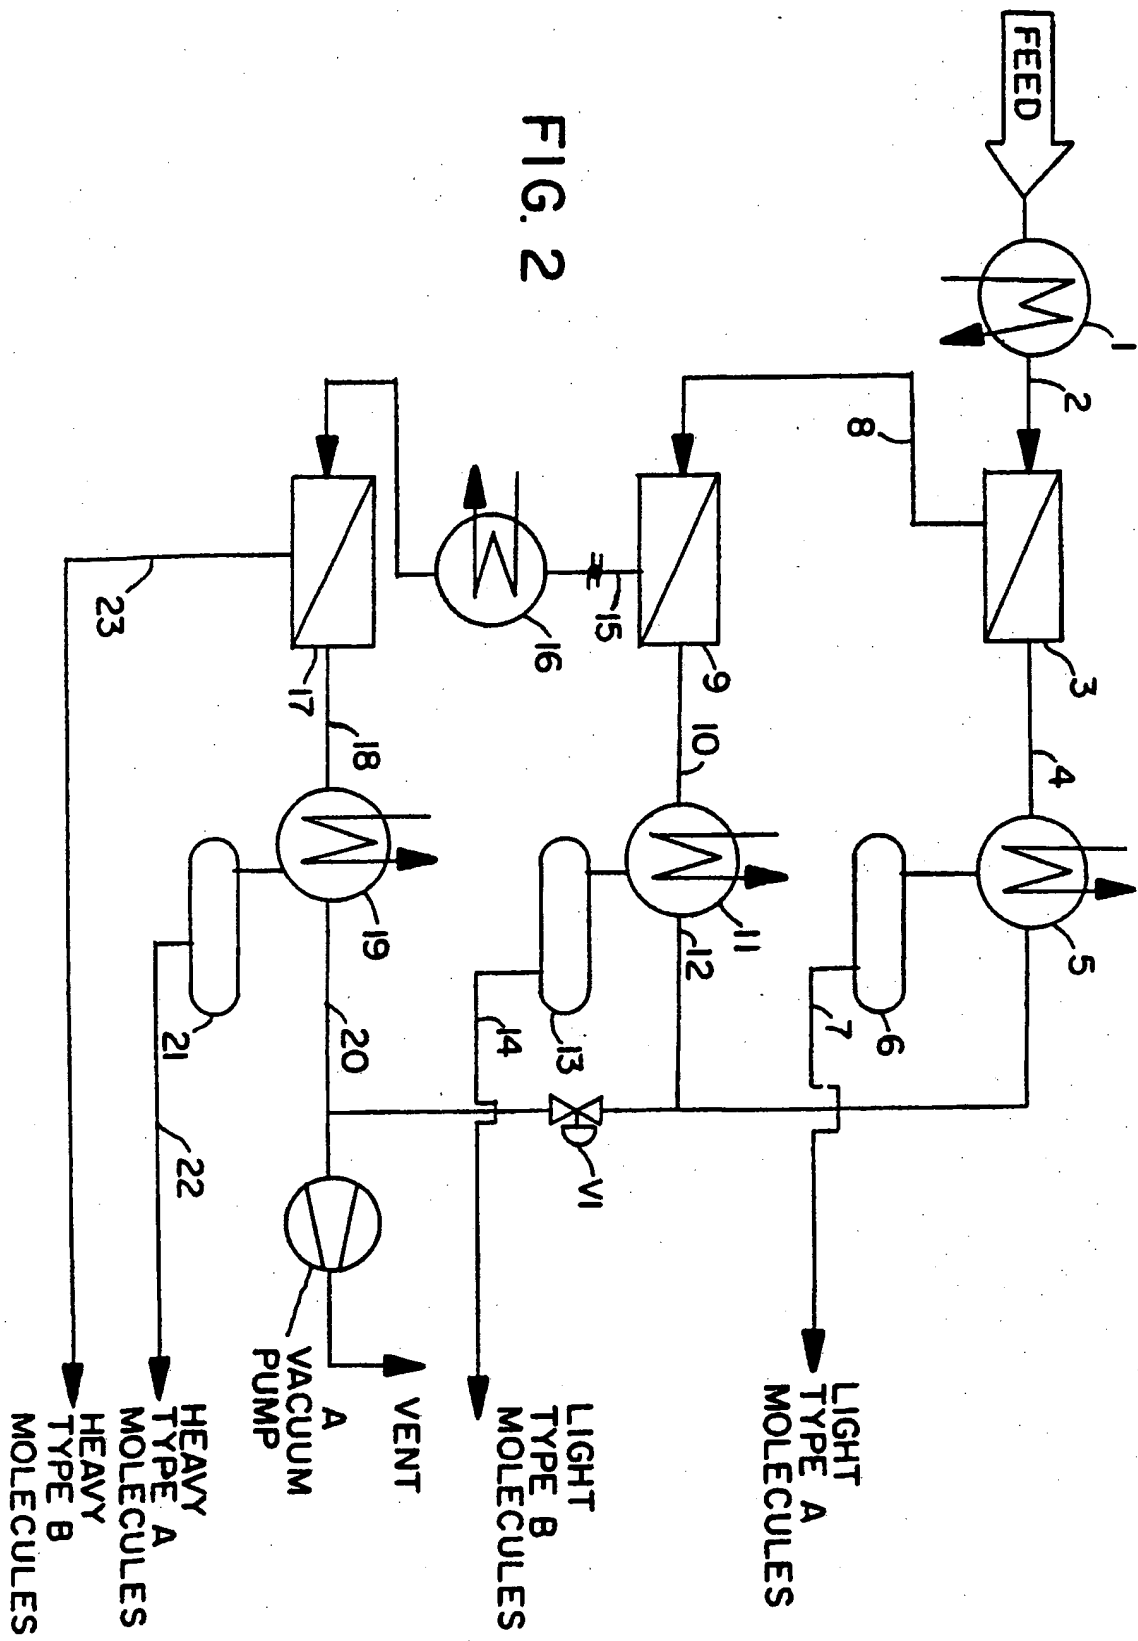 FEED
1
2
3
4
5
6
7
LIGHT
TYPE A
MOLECULES
8
9
10
11
12
13
14
V1
LIGHT
TYPE B
MOLECULES
15
16
17
18
19
20
21
22
23
VENT
A
VACUUM
PUMP
HEAVY
TYPE A
MOLECULES
HEAVY
TYPE B
MOLECULES
FIG. 2